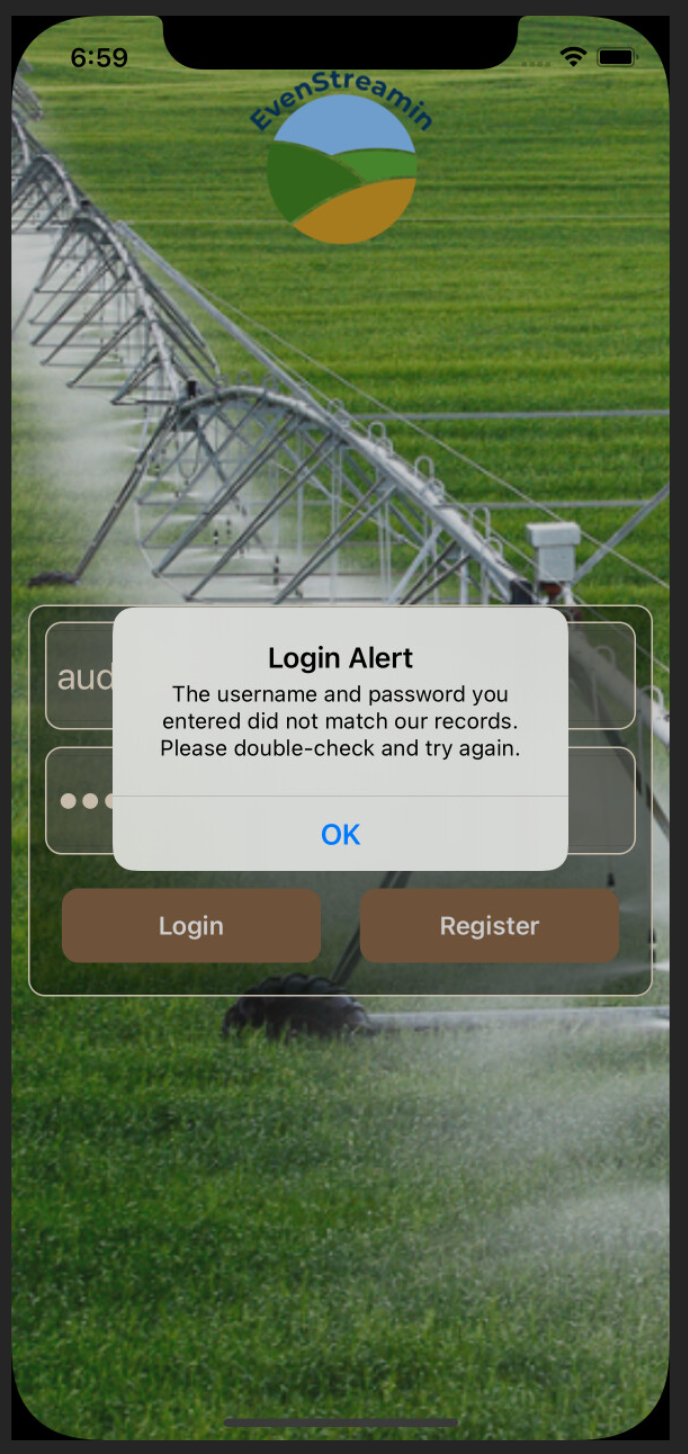 6:59
EvenStreamin
Login Alert
The username and password you
entered did not match our records.
Please double-check and try again.
aud
OK
Login
Register